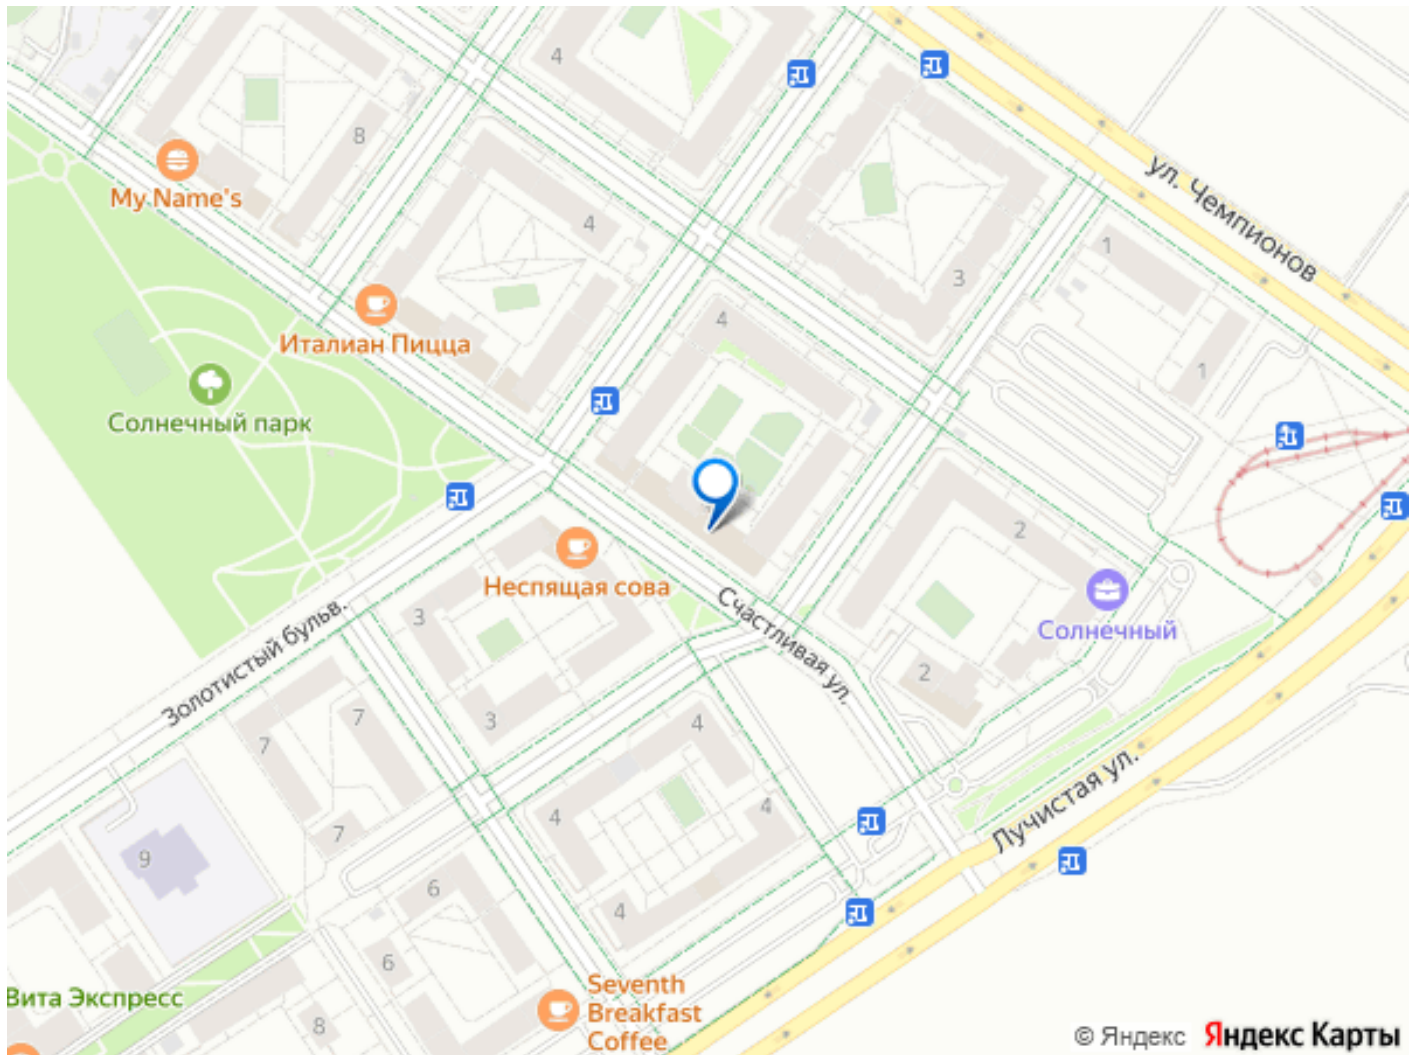 4
8
My Name's
ул. Чемпионов
4
1
3
4
Италиан Пицца
1
Солнечный парк
2
Неспящая сова
Счастливая ул.
Солнечный
3
Золотистый бульв.
2
7
3
4
7
Лучистая ул.
4
4
7
9
6
4
6
Вита Экспресс
8
Seventh
Breakfast
Coffee
© Яндекс Яндекс Карты